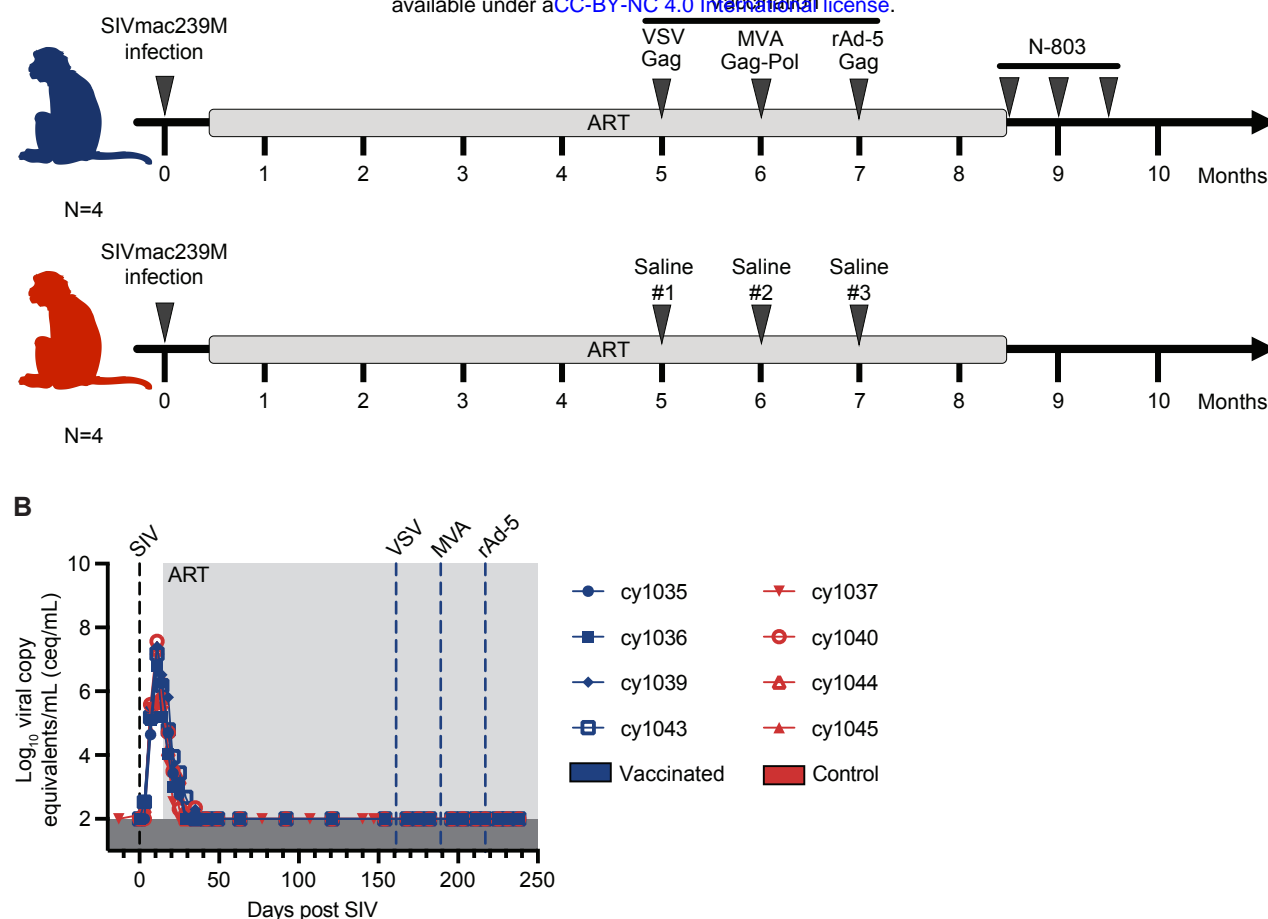 available under aCC-BY-NC 4.0 International license.
SIVmac239M
infection
VSV
Gag
MVA
Gag-Pol
rAd-5
Gag
N-803
ART
0 1 2 3 4 5 6 7 8 9 10 Months
N=4
SIVmac239M
infection
Saline
#1
Saline
#2
Saline
#3
ART
0 1 2 3 4 5 6 7 8 9 10 Months
N=4
B
SIV
VSV
MVA
rAd-5
ART
Log10 viral copy
equivalents/mL (ceq/mL)
10
8
6
4
2
0 50 100 150 200 250
Days post SIV
cy1035 cy1037
cy1036 cy1040
cy1039 cy1044
cy1043 cy1045
Vaccinated Control